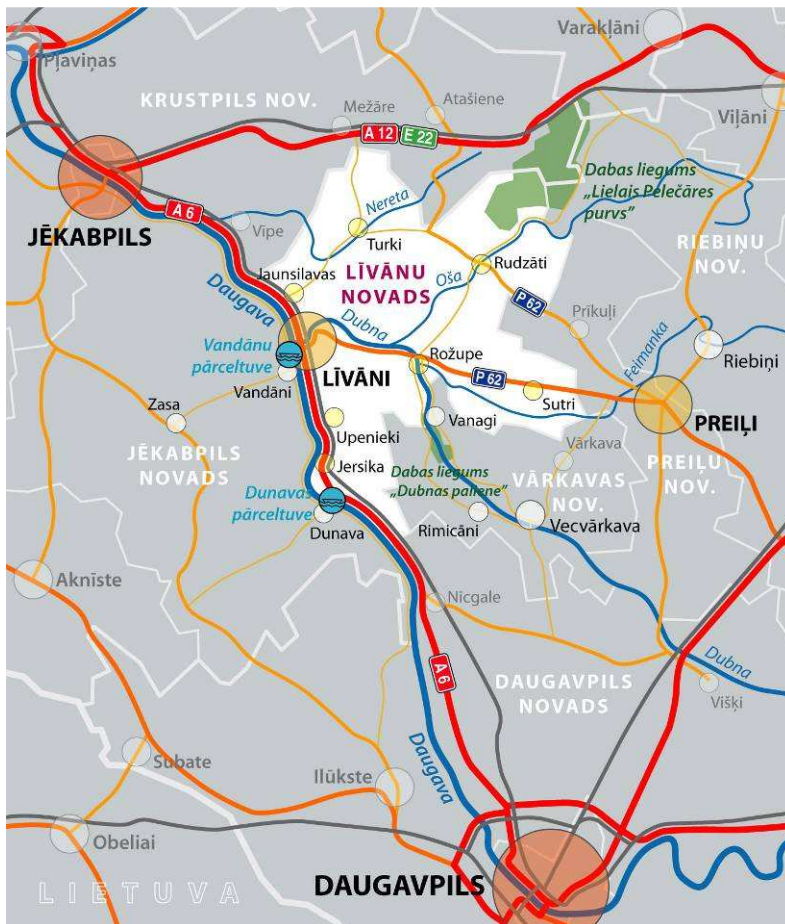 Varakļāni
Pļaviņas
KRUSTPILS NOV.
Mežāre
Atašiene
Viļāni
A 12
E 22
Dabas liegums
„Lielais Pelečāres
purvs"
JĒKABPILS
A 6
Vīpe
Nereta
Turki
RIEBIŅU
NOV.
Jaunsilavas
LĪVĀNU
NOVADS
Oša
Rudzāti
Daugava
Dubna
P 62
Prīkuļi
Feimanka
Vandānu
pārceltuve
LĪVĀNI
Rožupe
Riebiņi
Vandāni
P 62
Sutri
Zasa
Vanagi
PREIĻI
Upenieki
JĒKABPILS
NOVADS
Vārkava
Jersika
Dabas liegums
„Dubnas paliene"
PREIĻU
NOV.
VĀRKAVAS
NOV.
Dunavas
pārceltuve
Dunava
Rimicāni
Vecvārkava
Aknīste
Nīcgale
Dubna
A 6
DAUGAVPILS
NOVADS
Višķi
Subate
Ilūkste
Daugava
Obeliai
LIETUVA
DAUGAVPILS